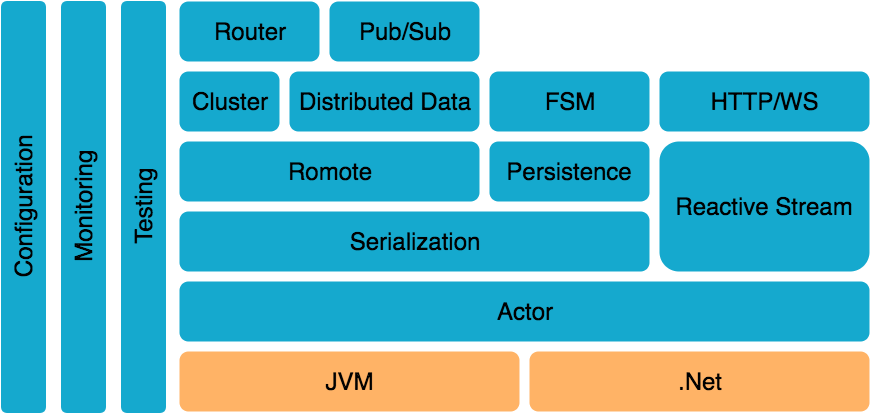 Configuration
Monitoring
Testing
Router
Pub/Sub
Cluster
Distributed Data
FSM
HTTP/WS
Romote
Persistence
Reactive Stream
Serialization
Actor
JVM
.Net